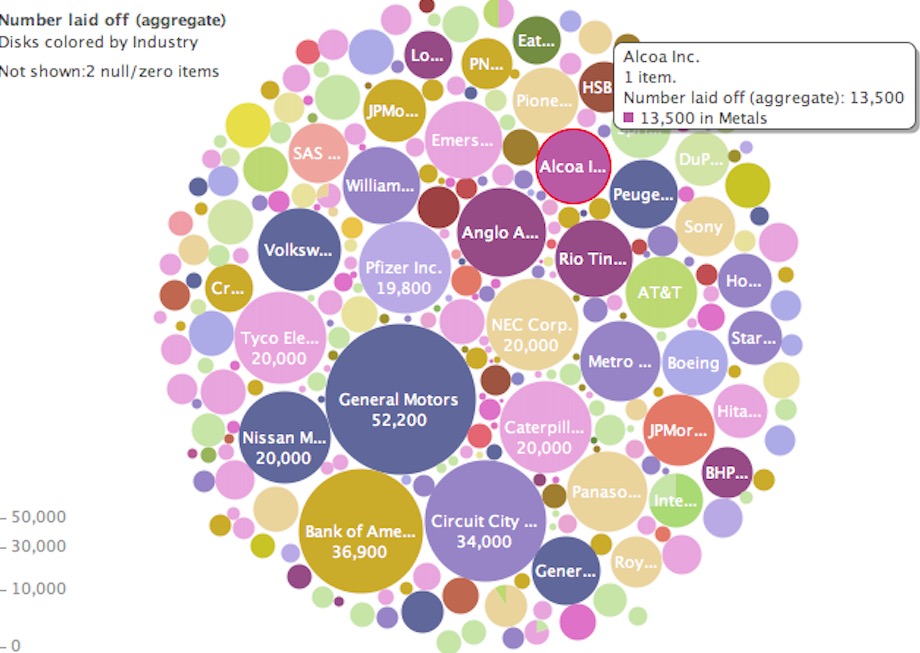 Number laid off (aggregate)
Disks colored by Industry
Not shown:2 null/zero items
Lo...
PN...
Eat...
Alcoa Inc.
1 item.
Number laid off (aggregate): 13,500
13,500 in Metals
HSB
JPMo...
Pione...
Emers...
SAS ...
Alcoa I...
DuP...
William...
Peuge...
Volksw...
Anglo A...
Sony
Rio Tin...
Pfizer Inc.
19,800
Cr...
AT&T
Ho...
Tyco Ele...
20,000
NEC Corp.
20,000
Metro ...
Boeing
Star...
General Motors
52,200
Nissan M...
20,000
Caterpill...
20,000
JPMor...
Hita...
BHP...
Panaso...
Inte...
Bank of Ame...
36,900
Circuit City ...
34,000
Gener...
Roy...
50,000
30,000
10,000
0